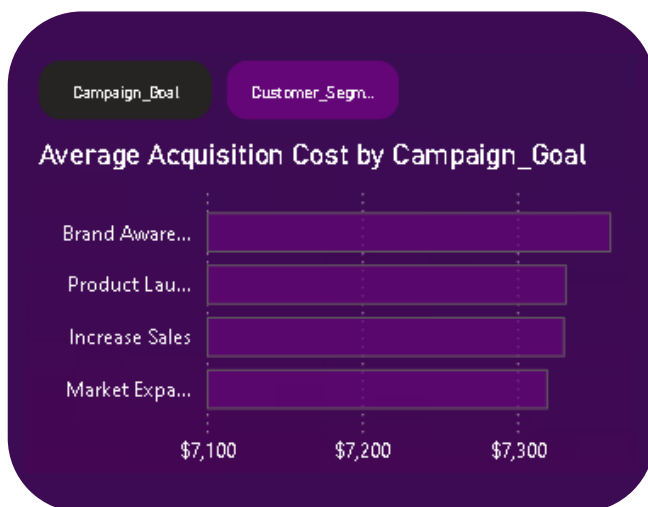 Campaign_Goal
Customer_Segm...
Average Acquisition Cost by Campaign_Goal
Brand Aware...
Product Lau...
Increase Sales
Market Expa...
$7,100 $7,200 $7,300